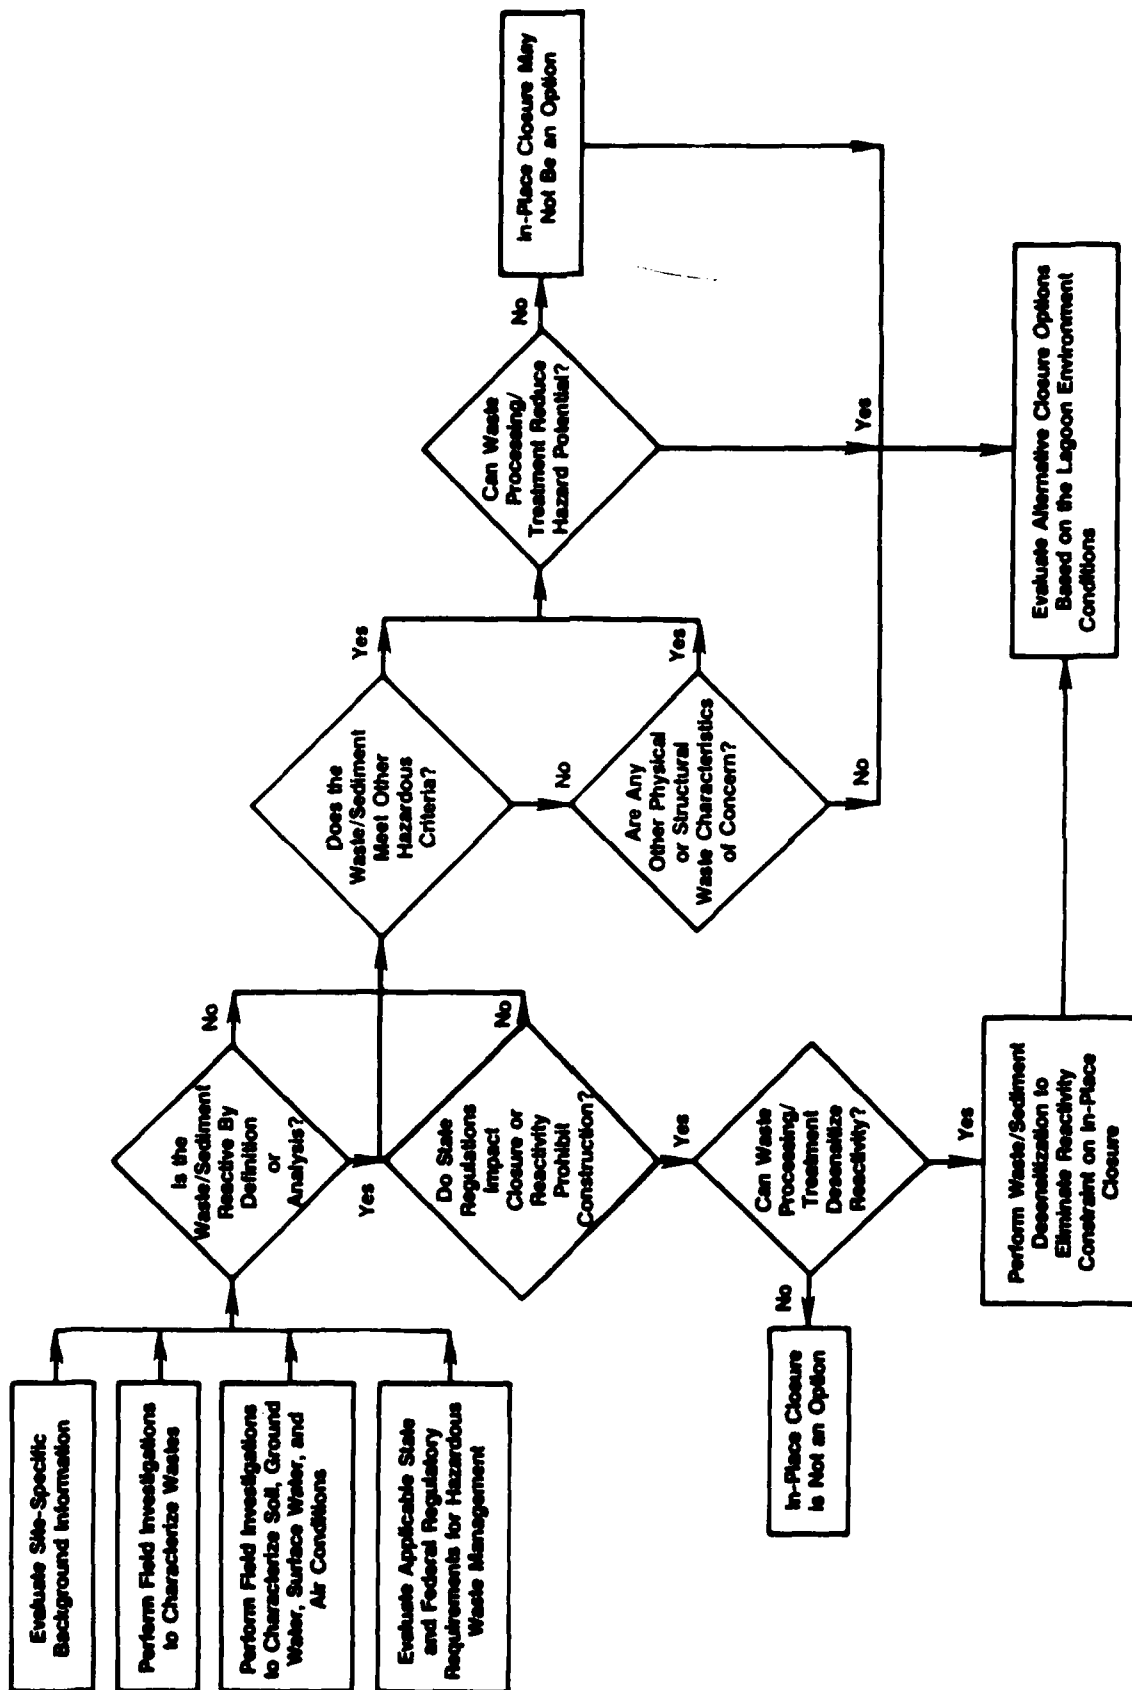 Evaluate Site-Specific
Background Information
Perform Field Investigations
to Characterize Wastes
Perform Field Investigations
to Characterize Soil, Ground
Water, Surface Water, and
Air Conditions
Evaluate Applicable State
and Federal Regulatory
Requirements for Hazardous
Waste Management
Is the
Waste/Sediment
Reactive By
Definition
or
Analysis?
No
Yes
Do State
Regulations
Impact
Closure or
Reactivity
Prohibit
Construction?
No
Yes
Can Waste
Processing/
Treatment
Desensitize
Reactivity?
No
In-Place Closure
is Not an Option
Yes
Perform Waste/Sediment
Desensitization to
Eliminate Reactivity
Constraint on In-Place
Closure
Does the
Waste/Sediment
Meet Other
Hazardous
Criteria?
Yes
No
Are Any
Other Physical
or Structural
Waste Characteristics
of Concern?
Yes
No
Can Waste
Processing/
Treatment Reduce
Hazard Potential?
No
Yes
In-Place Closure May
Not Be an Option
Evaluate Alternative Closure Options
Based on the Lagoon Environment
Conditions